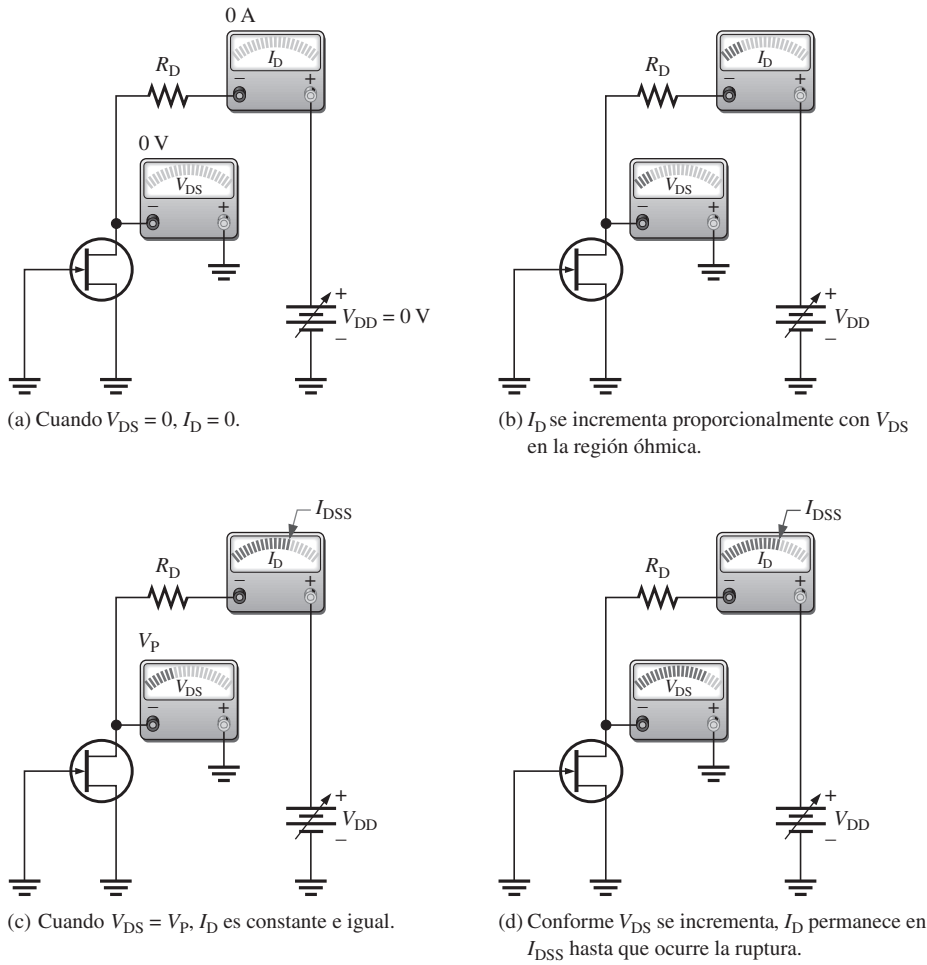 0 A
I_D
R_D
− +
0 V
V_DS
− +
+
V_DD = 0 V
−
(a) Cuando V_DS = 0, I_D = 0.
I_D
R_D
− +
V_DS
− +
+
V_DD
−
(b) I_D se incrementa proporcionalmente con V_DS
en la región óhmica.
I_DSS
I_D
R_D
− +
V_P
V_DS
− +
+
V_DD
−
(c) Cuando V_DS = V_P, I_D es constante e igual.
I_DSS
I_D
R_D
− +
V_DS
− +
+
V_DD
−
(d) Conforme V_DS se incrementa, I_D permanece en
I_DSS hasta que ocurre la ruptura.